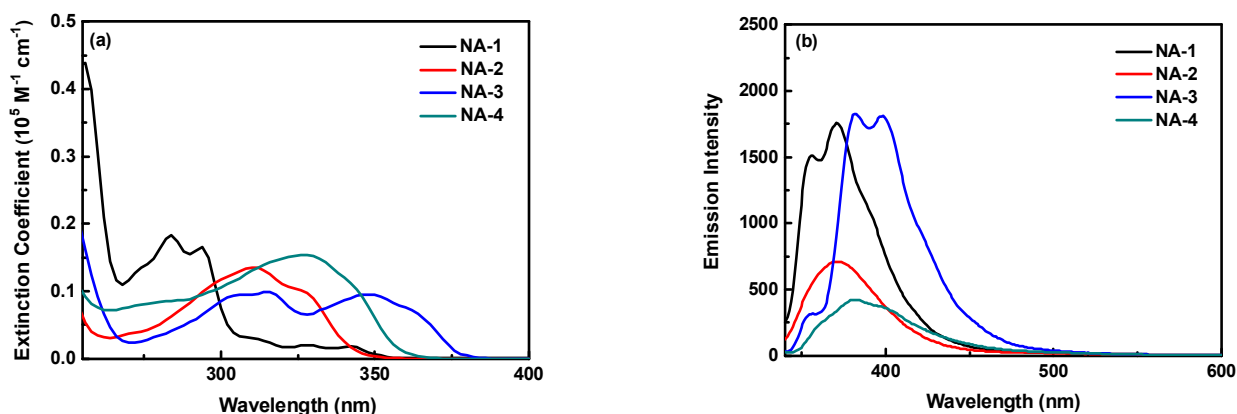 (a)
NA-1
NA-2
NA-3
NA-4
Extinction Coefficient (10⁵ M⁻¹ cm⁻¹)
0.5
0.4
0.3
0.2
0.1
0.0
300
350
400
Wavelength (nm)
(b)
NA-1
NA-2
NA-3
NA-4
Emission Intensity
2500
2000
1500
1000
500
0
400
500
600
Wavelength (nm)